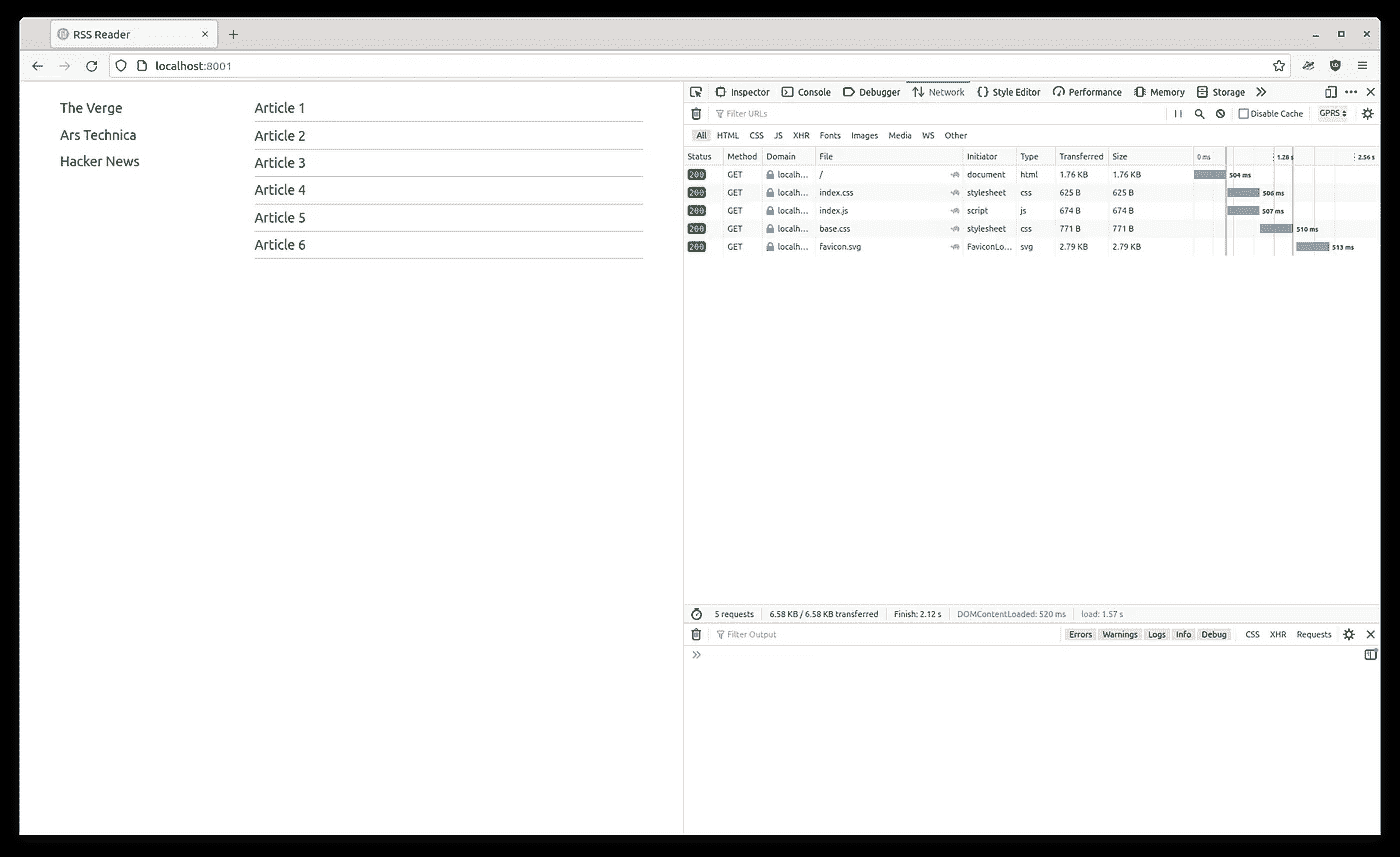 RSS Reader
localhost:8001
The Verge
Ars Technica
Hacker News
Article 1
Article 2
Article 3
Article 4
Article 5
Article 6
Inspector Console Debugger Network Style Editor Performance Memory Storage
Filter URLs Disable Cache GPRS
All HTML CSS JS XHR Fonts Images Media WS Other
Status Method Domain File Initiator Type Transferred Size 0 ms 1.28 s 2.56 s
200 GET localh... / document html 1.76 KB 1.76 KB 504 ms
200 GET localh... index.css stylesheet css 625 B 625 B 506 ms
200 GET localh... index.js script js 674 B 674 B 507 ms
200 GET localh... base.css stylesheet css 771 B 771 B 510 ms
200 GET localh... favicon.svg FaviconLo... svg 2.79 KB 2.79 KB 513 ms
5 requests 6.58 KB / 6.58 KB transferred Finish: 2.12 s DOMContentLoaded: 520 ms load: 1.57 s
Filter Output Errors Warnings Logs Info Debug CSS XHR Requests